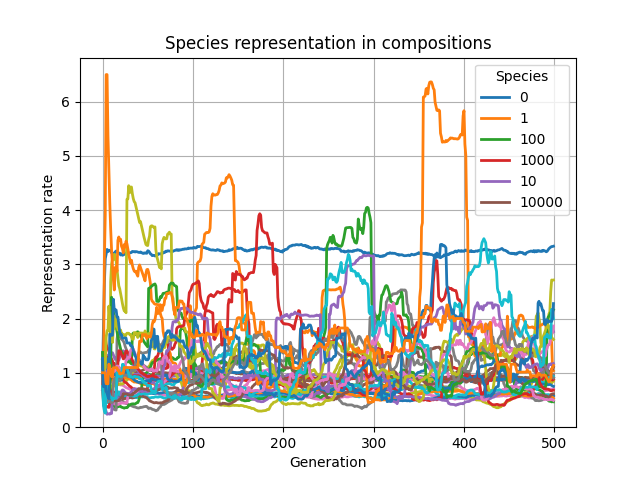 Species representation in compositions
Species
0
1
100
1000
10
10000
Representation rate
6
5
4
3
2
1
0
0 100 200 300 400 500
Generation